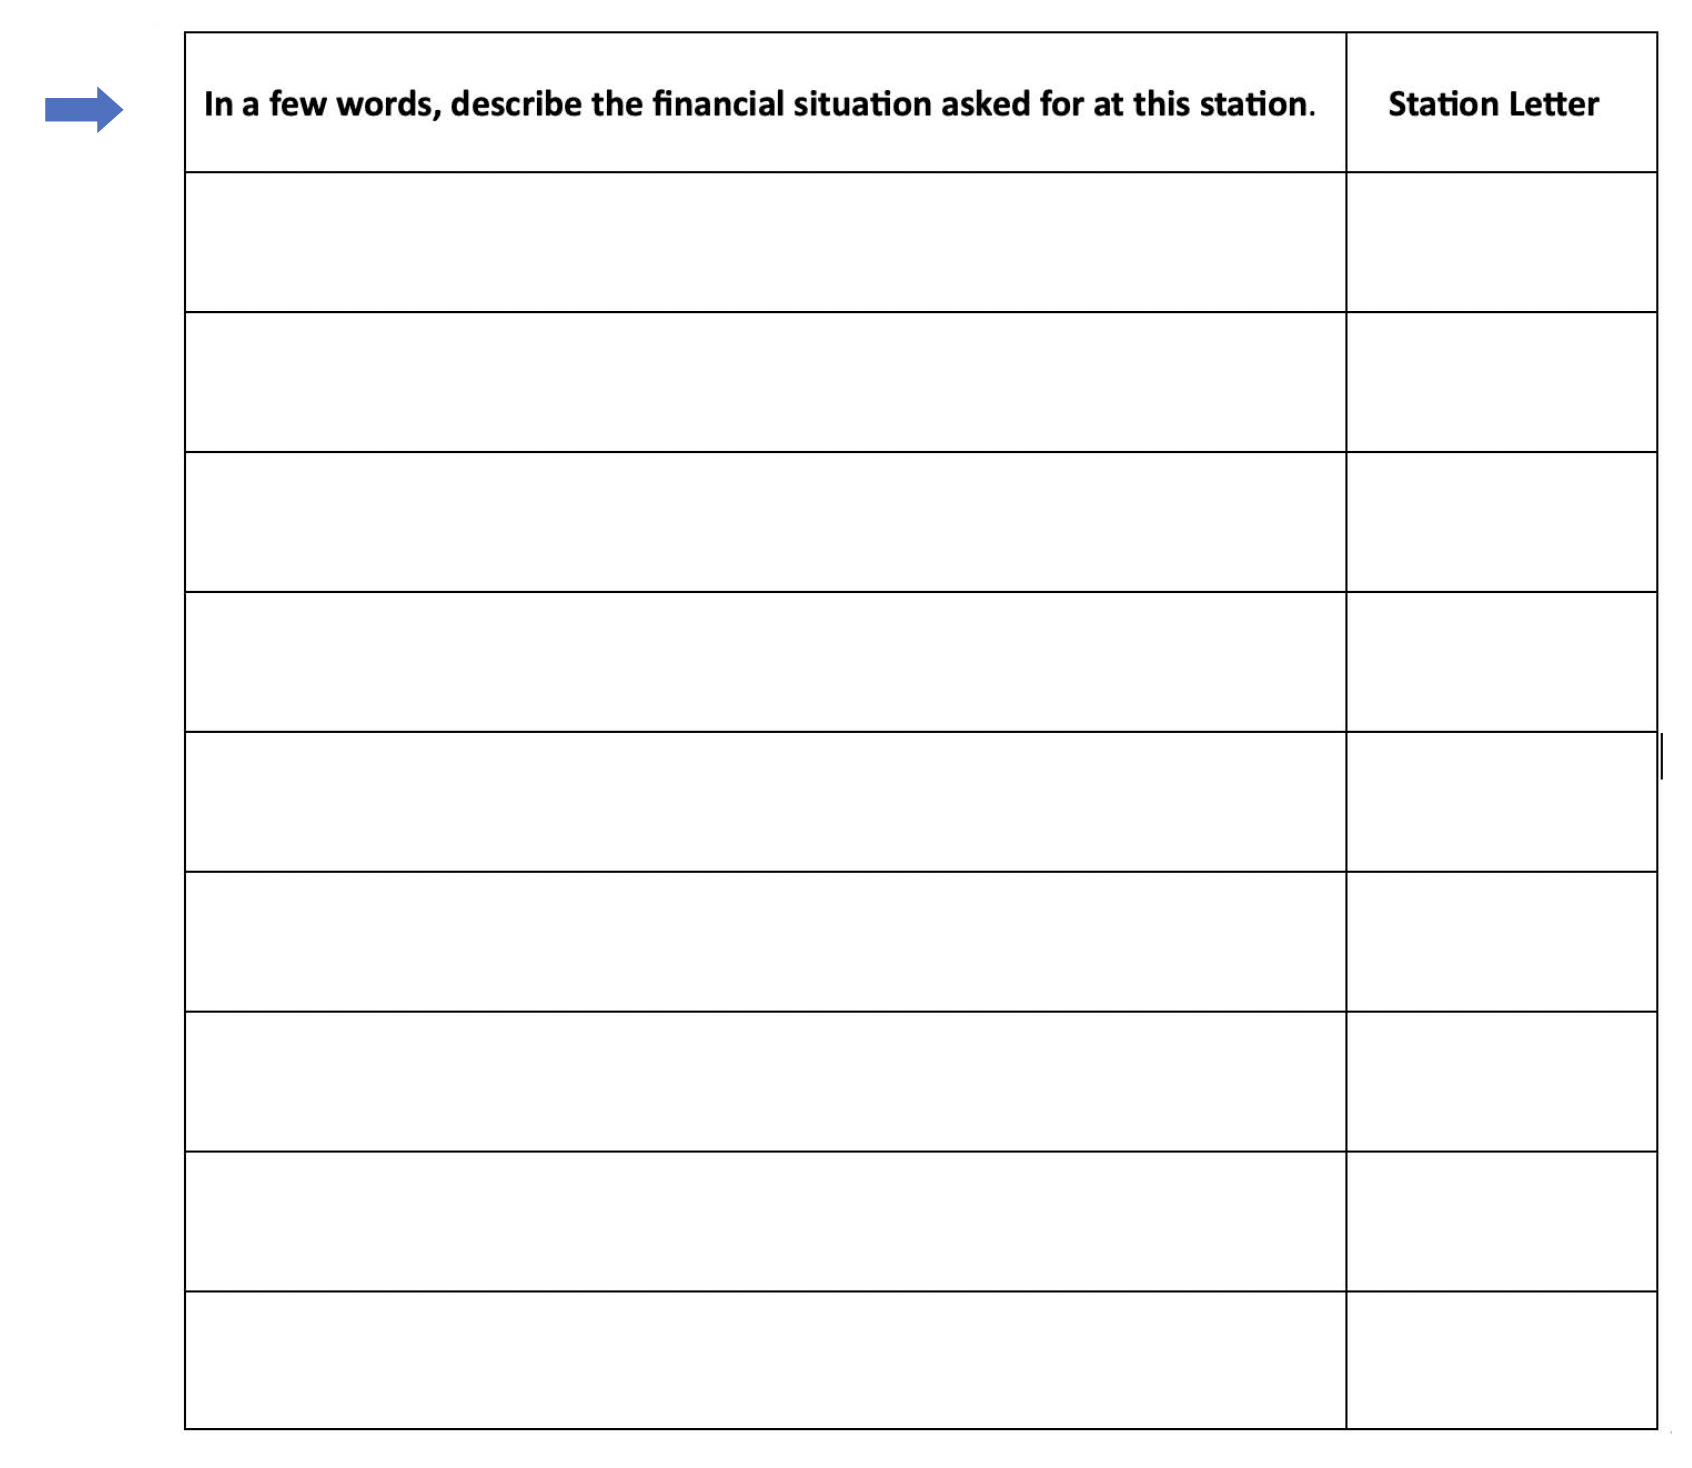 In a few words, describe the financial situation asked for at this station.
Station Letter